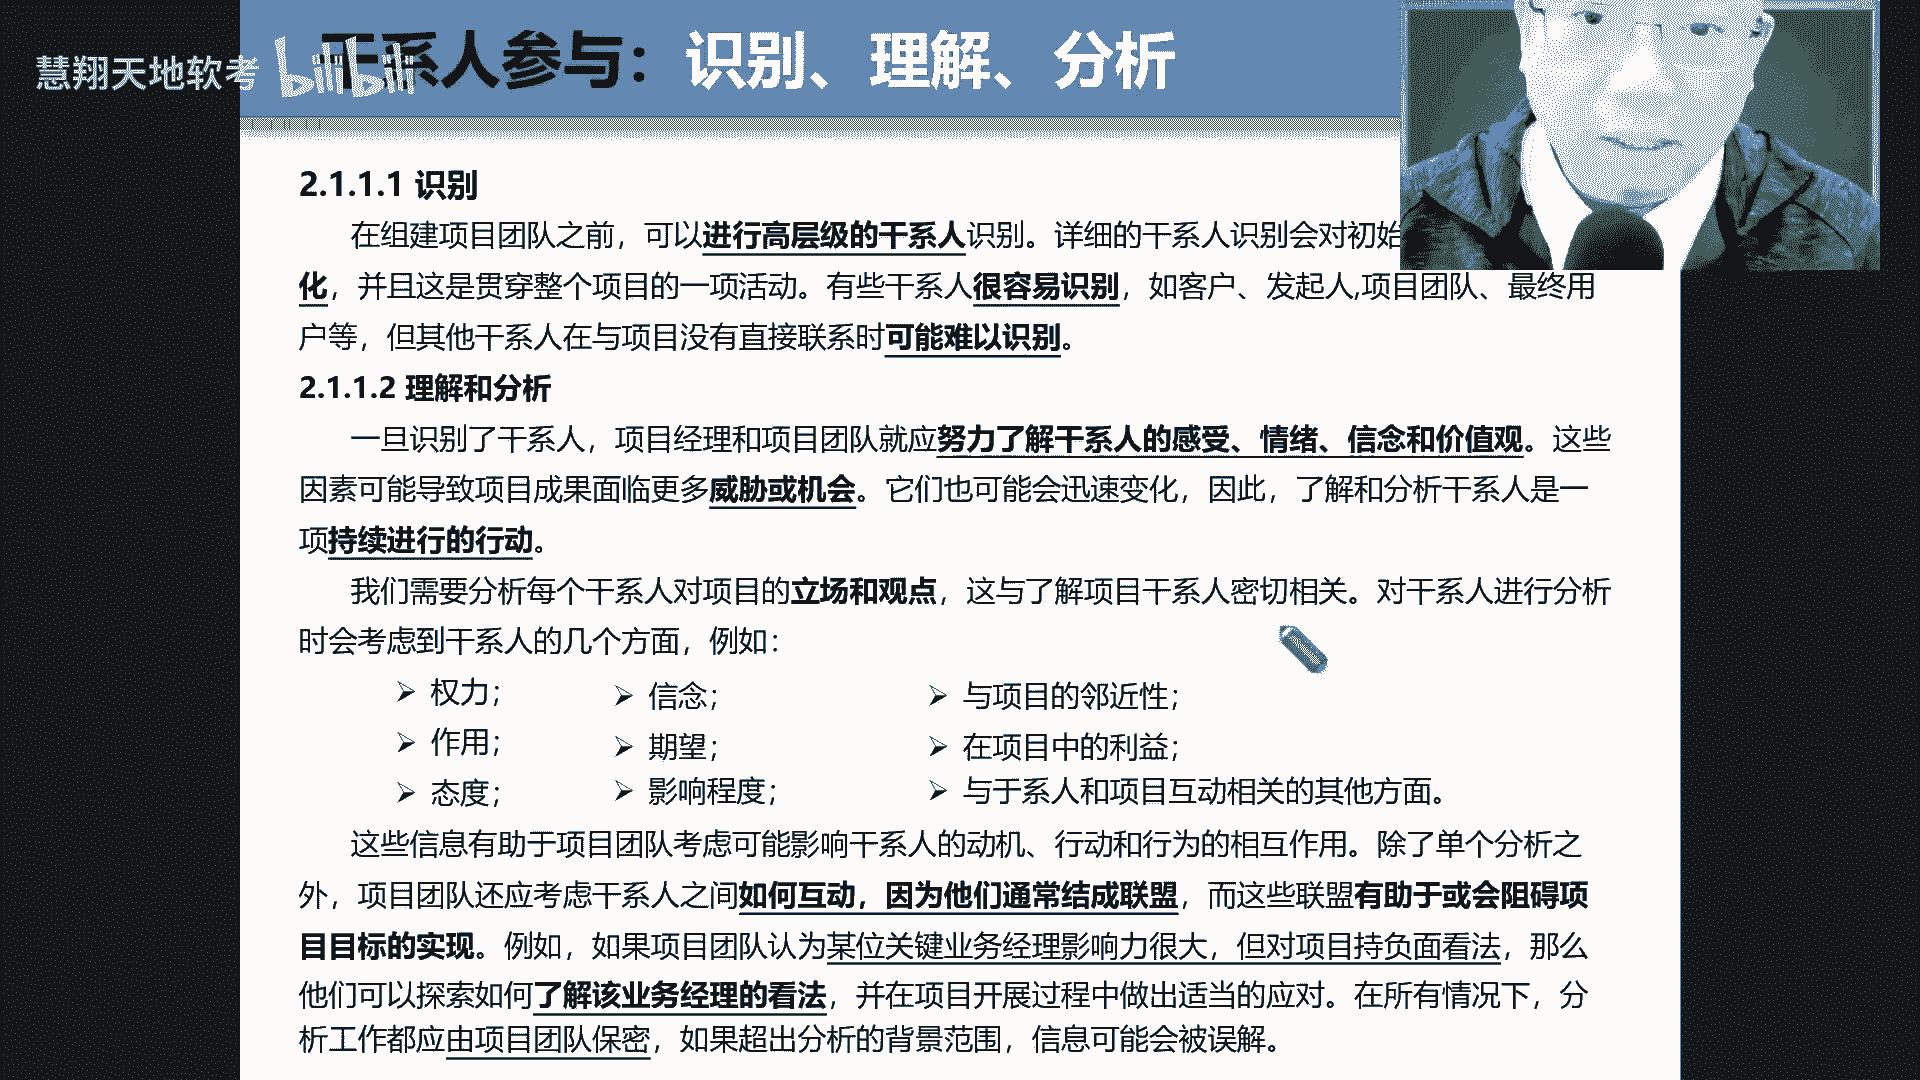 慧翔天地软考
bilibili
干系人参与：识别、理解、分析
2.1.1.1 识别
在组建项目团队之前，可以进行高层级的干系人识别。详细的干系人识别会对初始
化，并且这是贯穿整个项目的一项活动。有些干系人很容易识别，如客户、发起人,项目团队、最终用
户等，但其他干系人在与项目没有直接联系时可能难以识别。
2.1.1.2 理解和分析
一旦识别了干系人，项目经理和项目团队就应努力了解干系人的感受、情绪、信念和价值观。这些
因素可能导致项目成果面临更多威胁或机会。它们也可能会迅速变化，因此，了解和分析干系人是一
项持续进行的行动。
我们需要分析每个干系人对项目的立场和观点，这与了解项目干系人密切相关。对干系人进行分析
时会考虑到干系人的几个方面，例如：
➢ 权力； ➢ 信念； ➢ 与项目的邻近性；
➢ 作用； ➢ 期望； ➢ 在项目中的利益；
➢ 态度； ➢ 影响程度； ➢ 与于系人和项目互动相关的其他方面。
这些信息有助于项目团队考虑可能影响干系人的动机、行动和行为的相互作用。除了单个分析之
外，项目团队还应考虑干系人之间如何互动，因为他们通常结成联盟，而这些联盟有助于或会阻碍项
目目标的实现。例如，如果项目团队认为某位关键业务经理影响力很大，但对项目持负面看法，那么
他们可以探索如何了解该业务经理的看法，并在项目开展过程中做出适当的应对。在所有情况下，分
析工作都应由项目团队保密，如果超出分析的背景范围，信息可能会被误解。